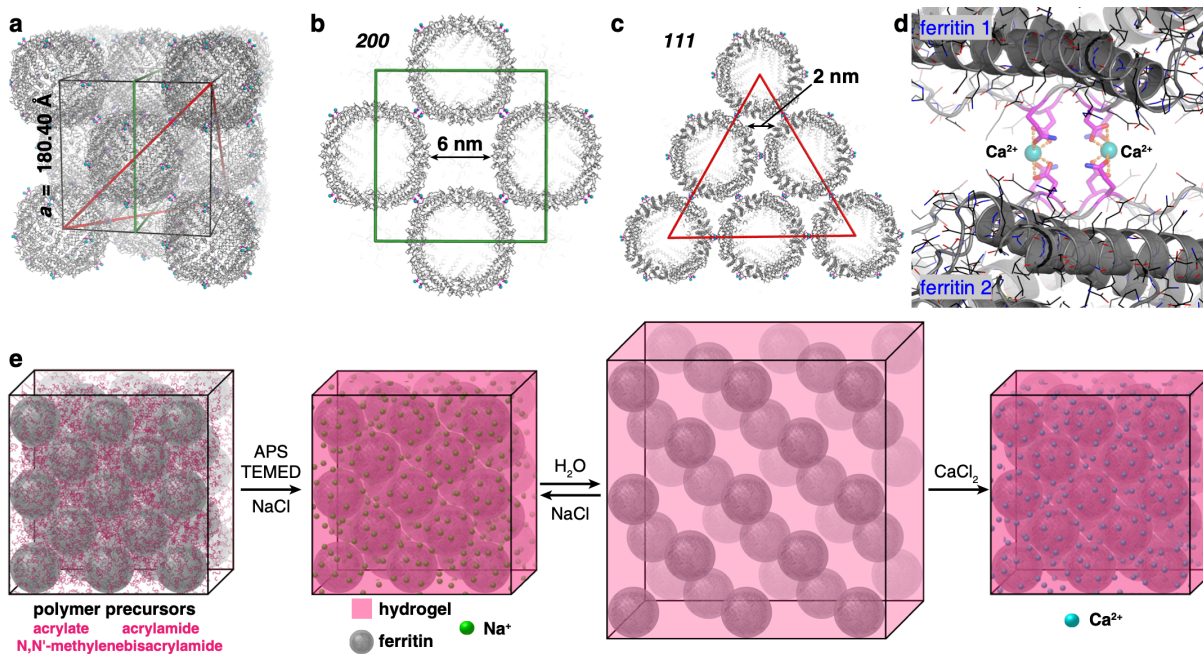 a
a = 180.40 Å
b
200
6 nm
c
111
2 nm
d
ferritin 1
Ca²⁺
Ca²⁺
ferritin 2
e
polymer precursors
acrylate acrylamide
N,N'-methylenebisacrylamide
APS
TEMED
NaCl
hydrogel
ferritin
Na⁺
H₂O
NaCl
CaCl₂
Ca²⁺